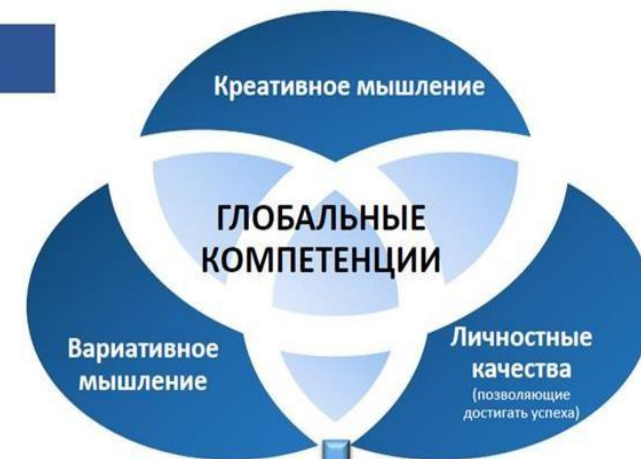 Креативное мышление
ГЛОБАЛЬНЫЕ
КОМПЕТЕНЦИИ
Вариативное
мышление
Личностные
качества
(позволяющие
достигать успеха)